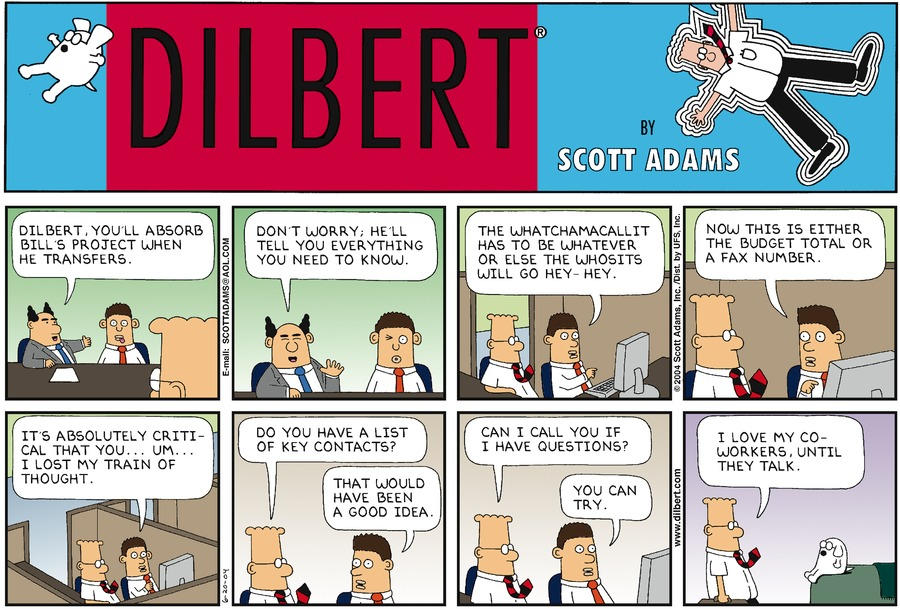 DILBERT®
BY
SCOTT ADAMS
DILBERT, YOU'LL ABSORB
BILL'S PROJECT WHEN
HE TRANSFERS.
E-mail: SCOTTADAMS@AOL.COM
DON'T WORRY; HE'LL
TELL YOU EVERYTHING
YOU NEED TO KNOW.
THE WHATCHAMACALLIT
HAS TO BE WHATEVER
OR ELSE THE WHOSITS
WILL GO HEY-HEY.
© 2004 Scott Adams, Inc./Dist. by UFS, Inc.
NOW THIS IS EITHER
THE BUDGET TOTAL OR
A FAX NUMBER.
IT'S ABSOLUTELY CRITI-
CAL THAT YOU... UM...
I LOST MY TRAIN OF
THOUGHT.
6-20-04
DO YOU HAVE A LIST
OF KEY CONTACTS?
THAT WOULD
HAVE BEEN
A GOOD IDEA.
CAN I CALL YOU IF
I HAVE QUESTIONS?
YOU CAN
TRY.
www.dilbert.com
I LOVE MY CO-
WORKERS, UNTIL
THEY TALK.